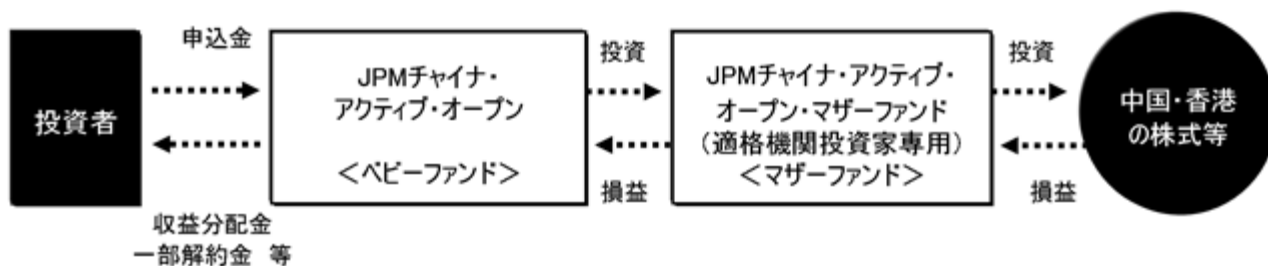 投資者
申込金
収益分配金
一部解約金 等
JPMチャイナ・
アクティブ・オープン
＜ベビーファンド＞
投資
損益
JPMチャイナ・アクティブ・
オープン・マザーファンド
（適格機関投資家専用）
＜マザーファンド＞
投資
損益
中国・香港
の株式等